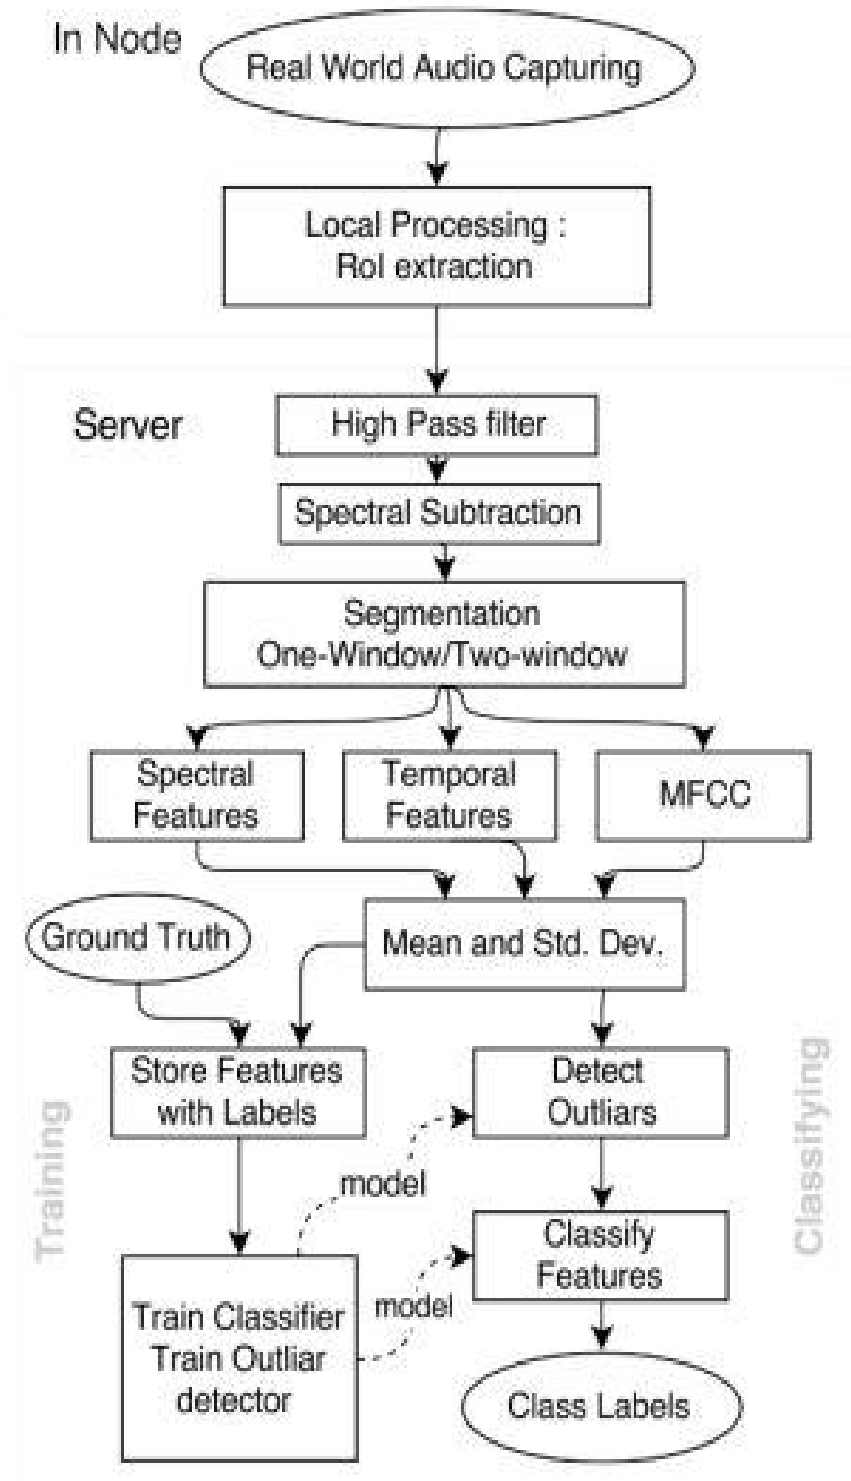 In Node
Real World Audio Capturing
Local Processing :
RoI extraction
Server
High Pass filter
Spectral Subtraction
Segmentation
One-Window/Two-window
Spectral
Features
Temporal
Features
MFCC
Ground Truth
Mean and Std. Dev.
Store Features
with Labels
Detect
Outliars
Training
Classifying
model
Classify
Features
model
Train Classifier
Train Outliar
detector
Class Labels